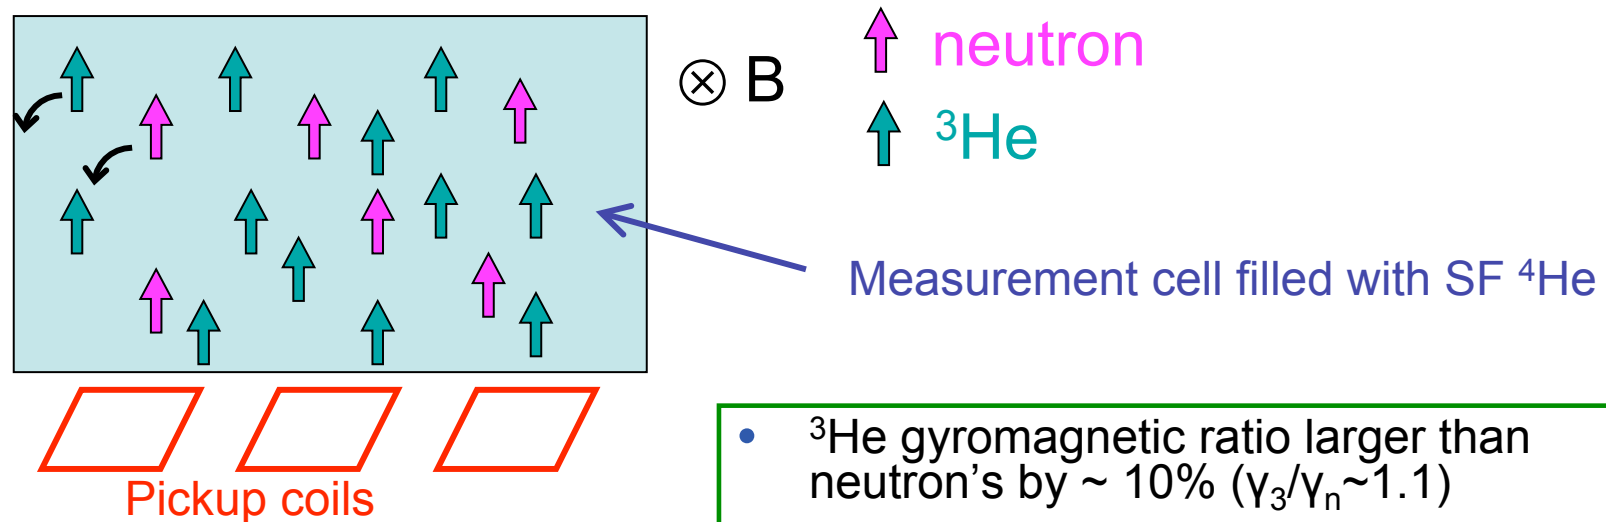 ⊗ B
neutron
³He
Measurement cell filled with SF ⁴He
Pickup coils
• ³He gyromagnetic ratio larger than
neutron's by ~ 10% (γ₃/γₙ~1.1)